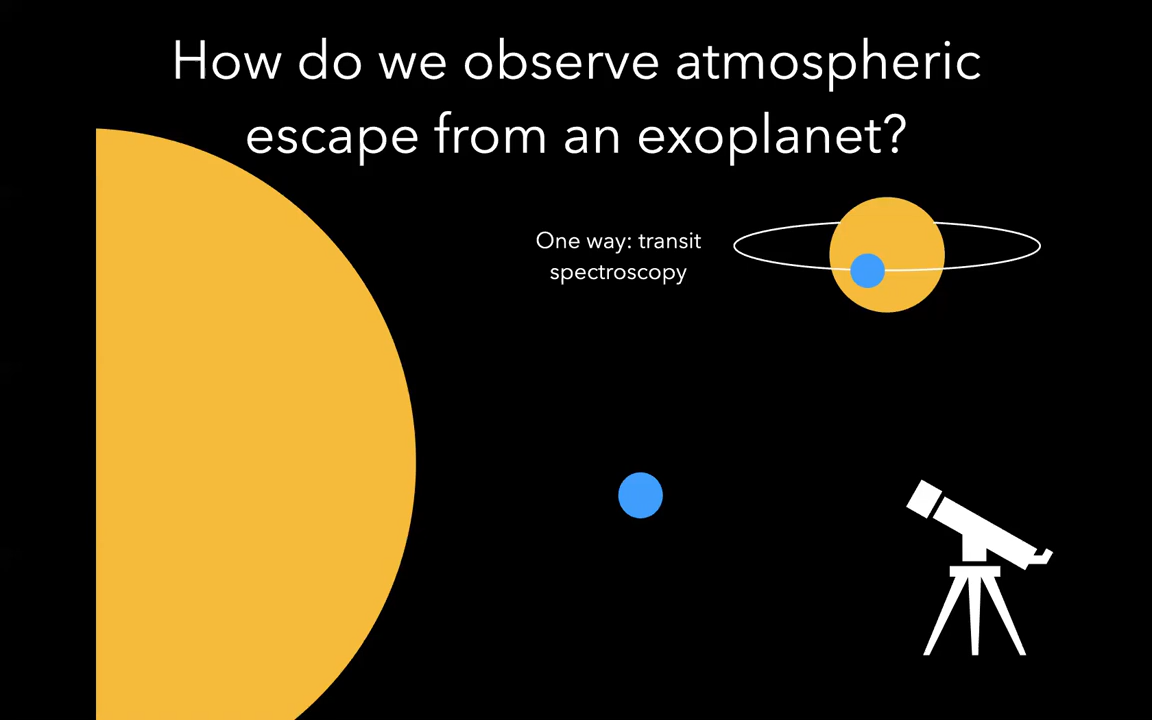 How do we observe atmospheric
escape from an exoplanet?
One way: transit
spectroscopy